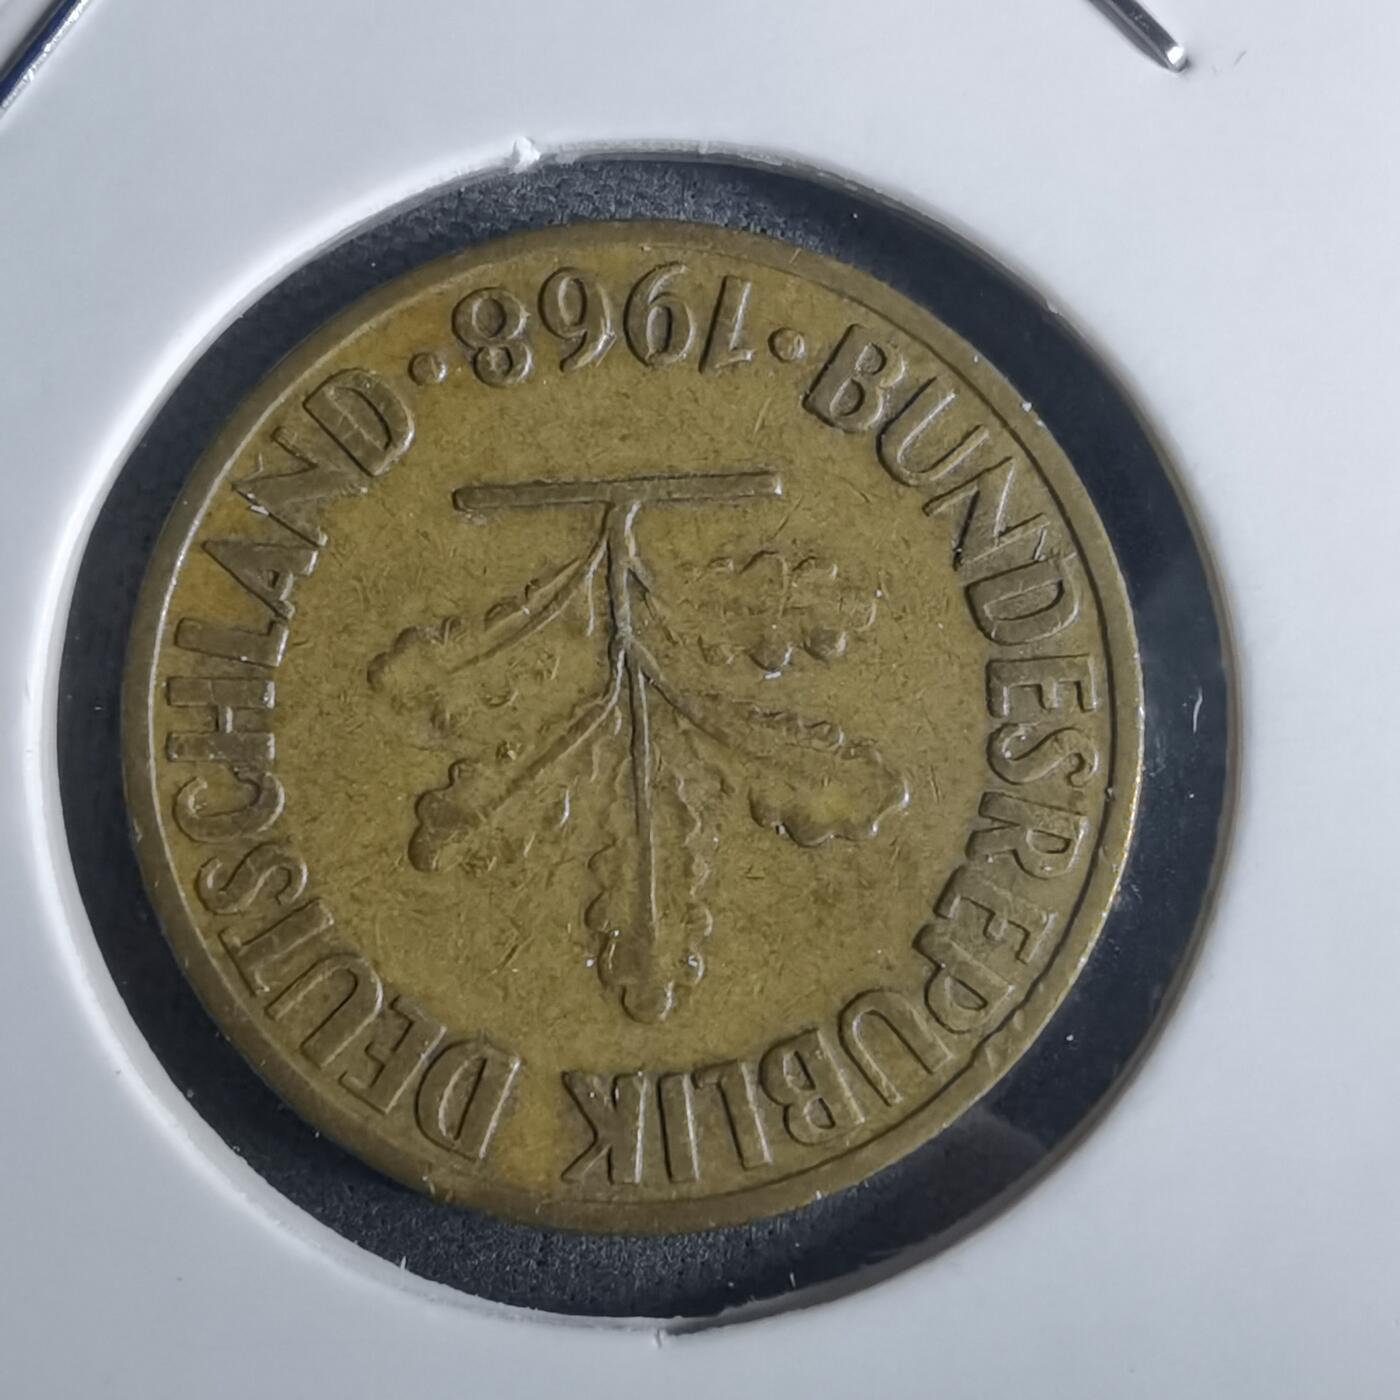 BUNDESREPUBLIK DEUTSCHLAND
• 1968 •